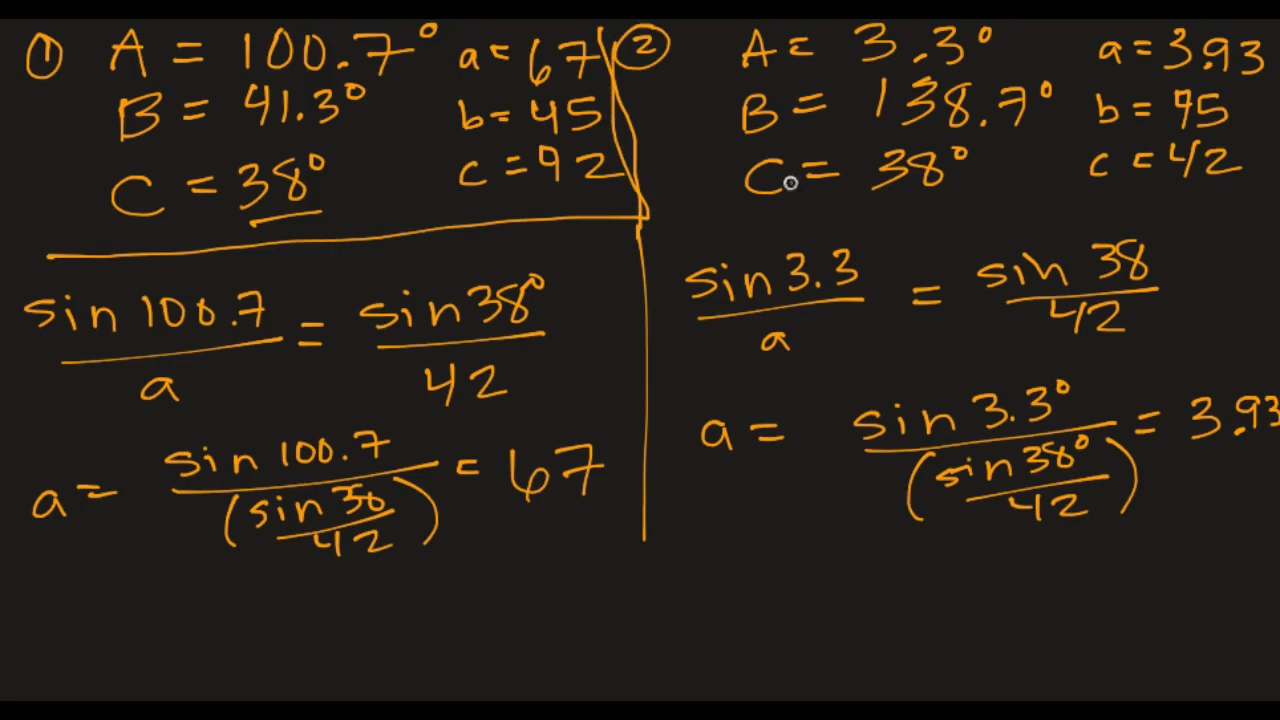 ① A = 100.7° a = 67
B = 41.3° b = 45
C = 38° c = 92
sin 100.7 / a = sin 38° / 42
a = sin 100.7 / (sin 38 / 42) = 67
② A = 3.3° a = 3.93
B = 138.7° b = 45
C = 38° c = 42
sin 3.3 / a = sin 38 / 42
a = sin 3.3° / (sin 38° / 42) = 3.93